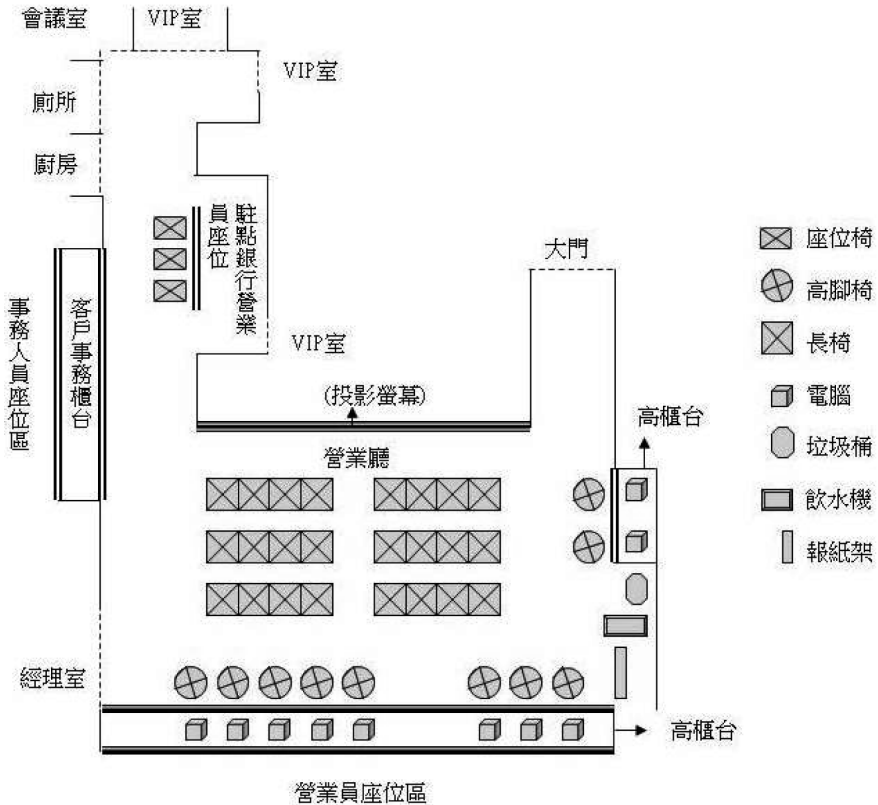 會議室
VIP室
VIP室
廁所
廚房
駐點銀行營業
員座位
大門
座位椅
高腳椅
長椅
電腦
垃圾桶
飲水機
報紙架
事務人員座位區
客戶事務櫃台
VIP室
(投影螢幕)
營業廳
高櫃台
經理室
高櫃台
營業員座位區